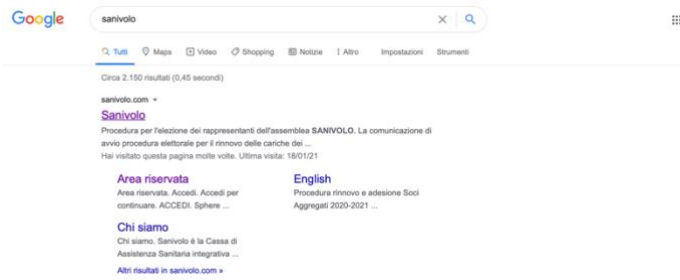 Google
sanivolo
Tutti Maps Video Shopping Notizie Altro Impostazioni Strumenti
Circa 2.150 risultati (0,45 secondi)
sanivolo.com
Sanivolo
Procedura per l'elezione dei rappresentanti dell'assemblea SANIVOLO. La comunicazione di
avvio procedura elettorale per il rinnovo delle cariche dei ...
Hai visitato questa pagina molte volte. Ultima visita: 18/01/21
Area riservata
Area riservata. Accedi. Accedi per
continuare. ACCEDI. Sphere ...
English
Procedura rinnovo e adesione Soci
Aggregati 2020-2021 ...
Chi siamo
Chi siamo. Sanivolo è la Cassa di
Assistenza Sanitaria integrativa ...
Altri risultati in sanivolo.com »